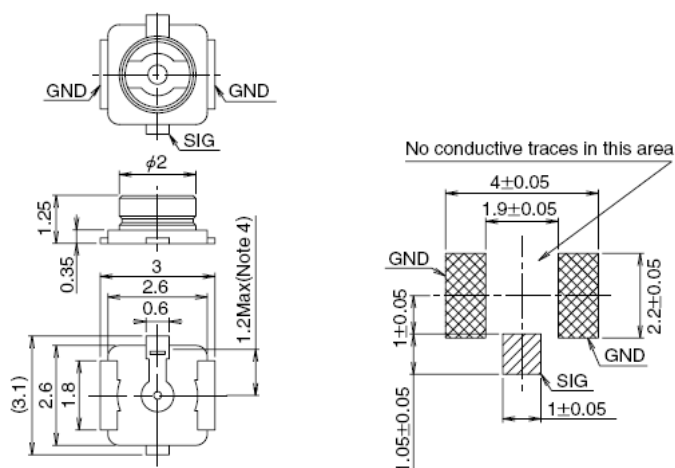 GND
GND
SIG
ϕ2
1.25
0.35
3
2.6
0.6
1.2Max(Note 4)
(3.1)
2.6
1.8
No conductive traces in this area
4±0.05
1.9±0.05
GND
1±0.05
2.2±0.05
GND
SIG
1±0.05
1.05±0.05